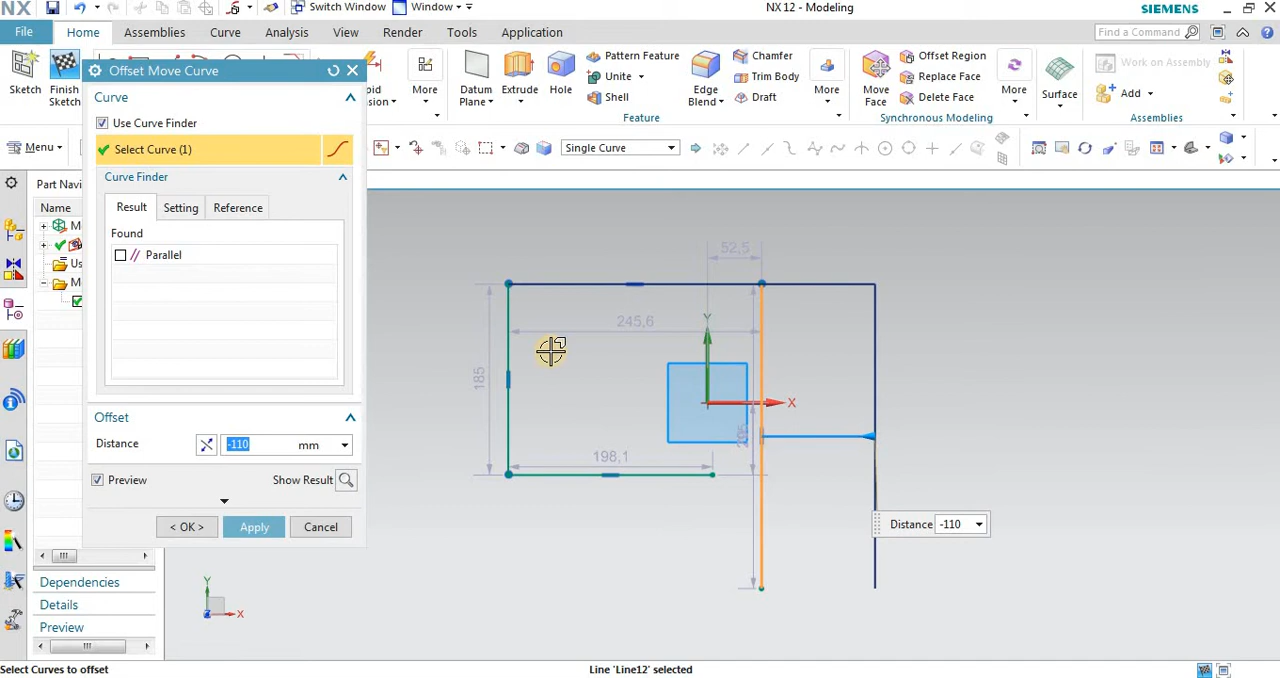 NX
Switch Window
Window
NX 12 - Modeling
SIEMENS
File
Home
Assemblies
Curve
Analysis
View
Render
Tools
Application
Find a Command
Sketch
Finish Sketch
More
Datum Plane
Extrude
Hole
Pattern Feature
Unite
Shell
Edge Blend
Chamfer
Trim Body
Draft
More
Move Face
Offset Region
Replace Face
Delete Face
More
Surface
Work on Assembly
Add
Feature
Synchronous Modeling
Assemblies
Menu
Single Curve
Part Navi
Name
M
Us
M
Offset Move Curve
Curve
Use Curve Finder
Select Curve (1)
Curve Finder
Result
Setting
Reference
Found
Parallel
Offset
Distance
-110
mm
Preview
Show Result
< OK >
Apply
Cancel
Dependencies
Details
Preview
52,5
245,6
185
198,1
Y
X
Distance -110
Y
X
Select Curves to offset
Line 'Line12' selected